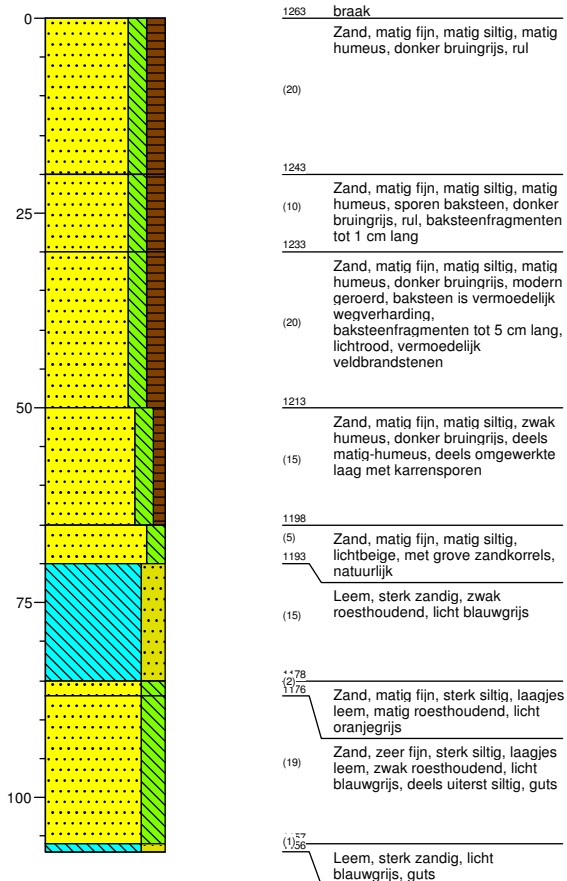 0
25
50
75
100
1263 braak
Zand, matig fijn, matig siltig, matig
humeus, donker bruingrijs, rul
(20)
1243
Zand, matig fijn, matig siltig, matig
humeus, sporen baksteen, donker
bruingrijs, rul, baksteenfragmenten
tot 1 cm lang
(10)
1233
Zand, matig fijn, matig siltig, matig
humeus, donker bruingrijs, modern
geroerd, baksteen is vermoedelijk
wegverharding,
baksteenfragmenten tot 5 cm lang,
lichtrood, vermoedelijk
veldbrandstenen
(20)
1213
Zand, matig fijn, matig siltig, zwak
humeus, donker bruingrijs, deels
matig-humeus, deels omgewerkte
laag met karrensporen
(15)
1198
Zand, matig fijn, matig siltig,
lichtbeige, met grove zandkorrels,
natuurlijk
(5)
1193
Leem, sterk zandig, zwak
roesthoudend, licht blauwgrijs
(15)
1178
(2)
1176
Zand, matig fijn, sterk siltig, laagjes
leem, matig roesthoudend, licht
oranjegrijs
Zand, zeer fijn, sterk siltig, laagjes
leem, zwak roesthoudend, licht
blauwgrijs, deels uiterst siltig, guts
(19)
1157
(1)
1156
Leem, sterk zandig, licht
blauwgrijs, guts